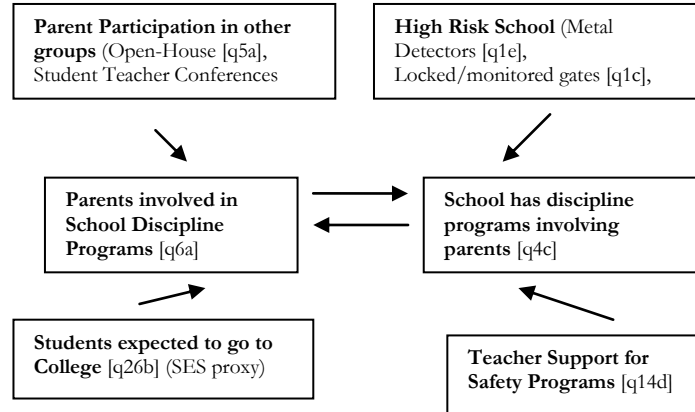 Parent Participation in other
groups (Open-House [q5a],
Student Teacher Conferences
High Risk School (Metal
Detectors [q1e],
Locked/monitored gates [q1c],
Parents involved in
School Discipline
Programs [q6a]
School has discipline
programs involving
parents [q4c]
Students expected to go to
College [q26b] (SES proxy)
Teacher Support for
Safety Programs [q14d]